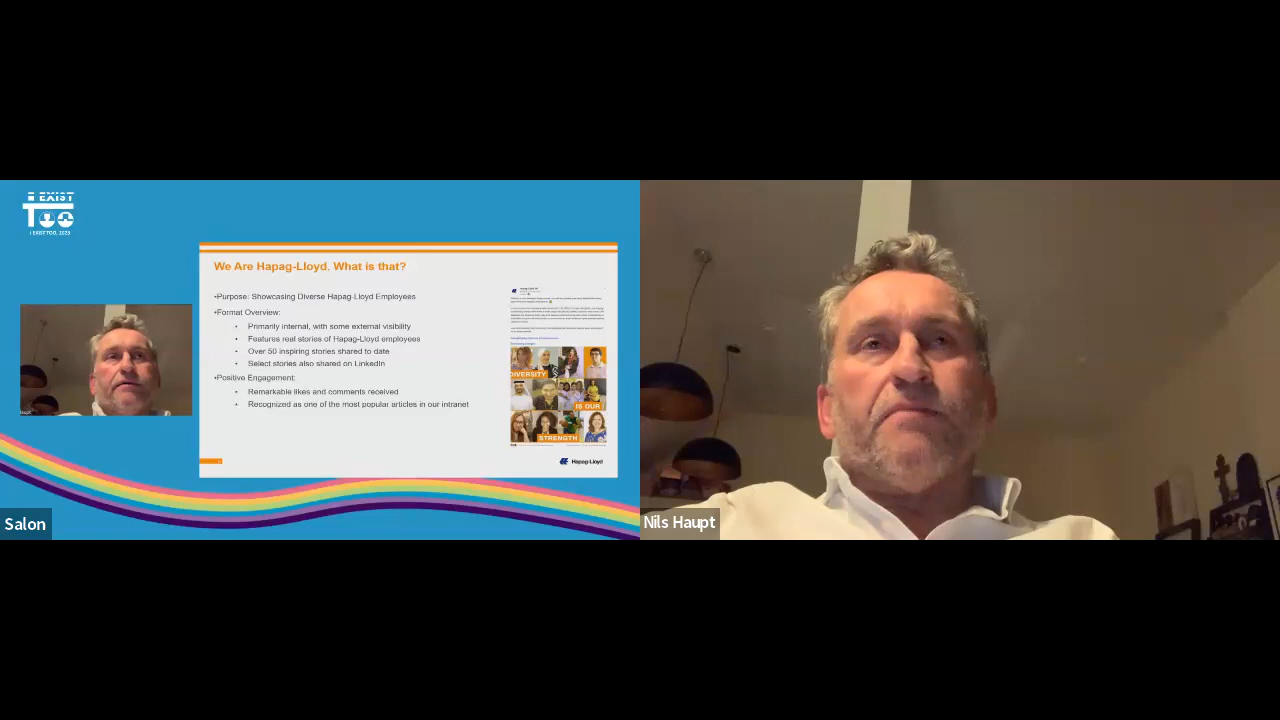 I EXIST
TOO
I EXIST TOO, 2023
We Are Hapag-Lloyd. What is that?
•Purpose: Showcasing Diverse Hapag-Lloyd Employees
•Format Overview:
• Primarily internal, with some external visibility
• Features real stories of Hapag-Lloyd employees
• Over 50 inspiring stories shared to date
• Select stories also shared on LinkedIn
•Positive Engagement:
• Remarkable likes and comments received
• Recognized as one of the most popular articles in our intranet
DIVERSITY
IS OUR
STRENGTH
Hapag-Lloyd
Salon
Nils Haupt